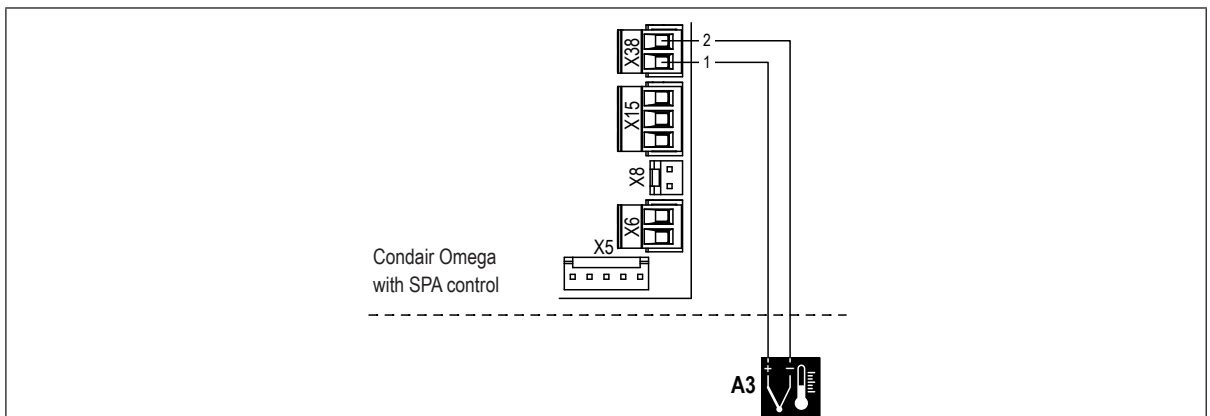 X38
2
1
X15
X8
X6
X5
Condair Omega
with SPA control
A3
+ −